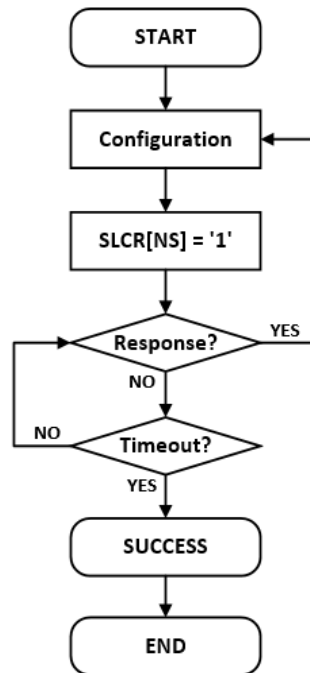 START
Configuration
SLCR[NS] = '1'
Response?
YES
NO
Timeout?
NO
YES
SUCCESS
END